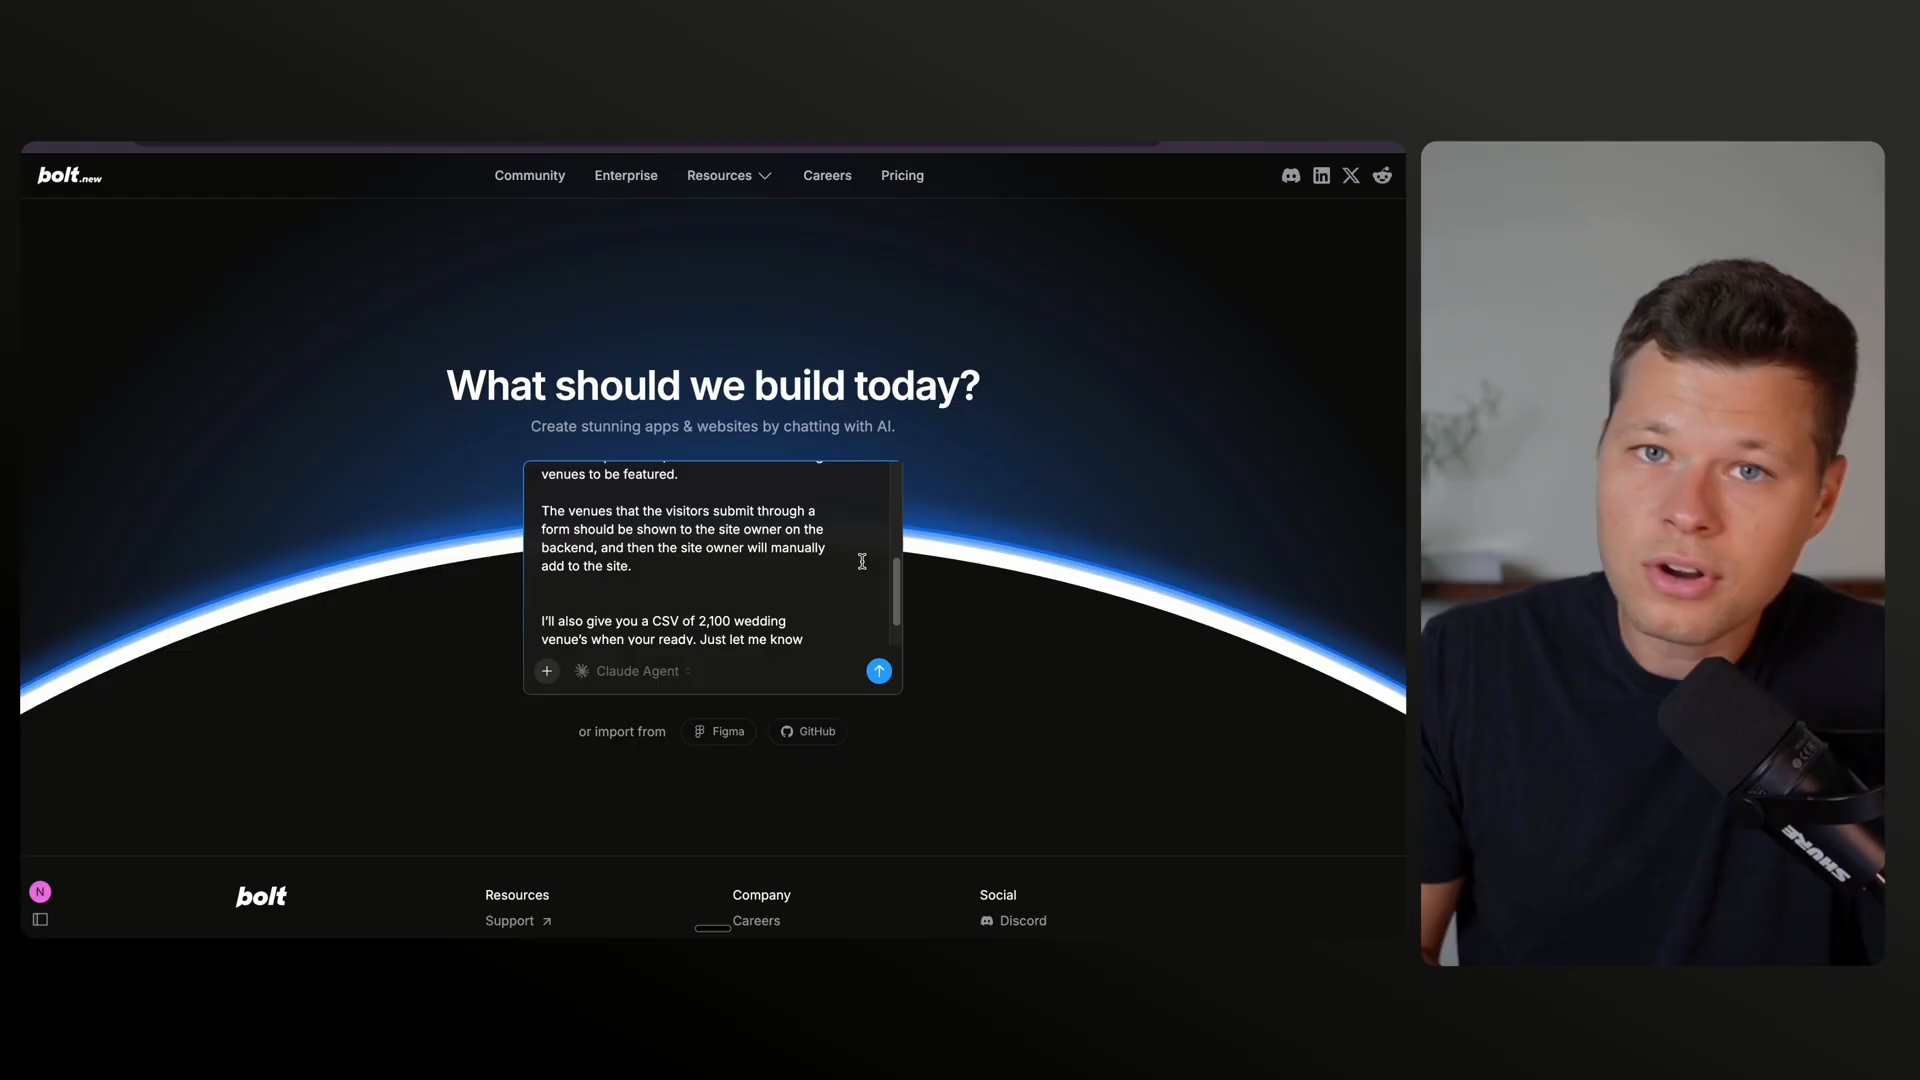 bolt.new
Community
Enterprise
Resources
Careers
Pricing
What should we build today?
Create stunning apps & websites by chatting with AI.
venues to be featured.
The venues that the visitors submit through a
form should be shown to the site owner on the
backend, and then the site owner will manually
add to the site.
I'll also give you a CSV of 2,100 wedding
venue's when your ready. Just let me know
Claude Agent
or import from
Figma
GitHub
N
bolt
Resources
Support
Company
Careers
Social
Discord
SHURE